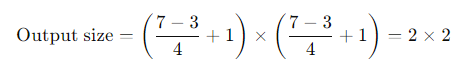 Output size = (7 − 3 / 4 + 1) × (7 − 3 / 4 + 1) = 2 × 2